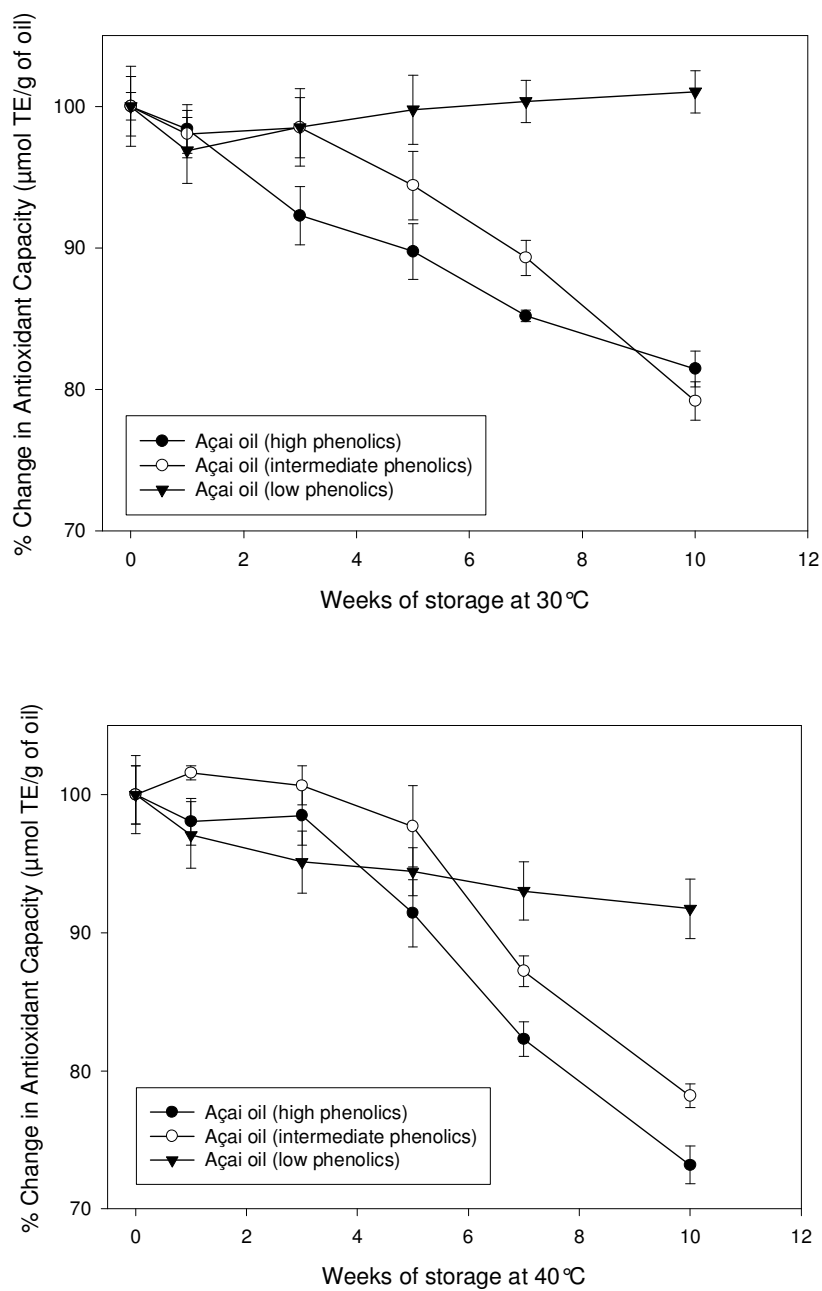 % Change in Antioxidant Capacity (µmol TE/g of oil)
100
90
80
70
Açai oil (high phenolics)
Açai oil (intermediate phenolics)
Açai oil (low phenolics)
0 2 4 6 8 10 12
Weeks of storage at 30°C
% Change in Antioxidant Capacity (µmol TE/g of oil)
100
90
80
70
Açai oil (high phenolics)
Açai oil (intermediate phenolics)
Açai oil (low phenolics)
0 2 4 6 8 10 12
Weeks of storage at 40°C